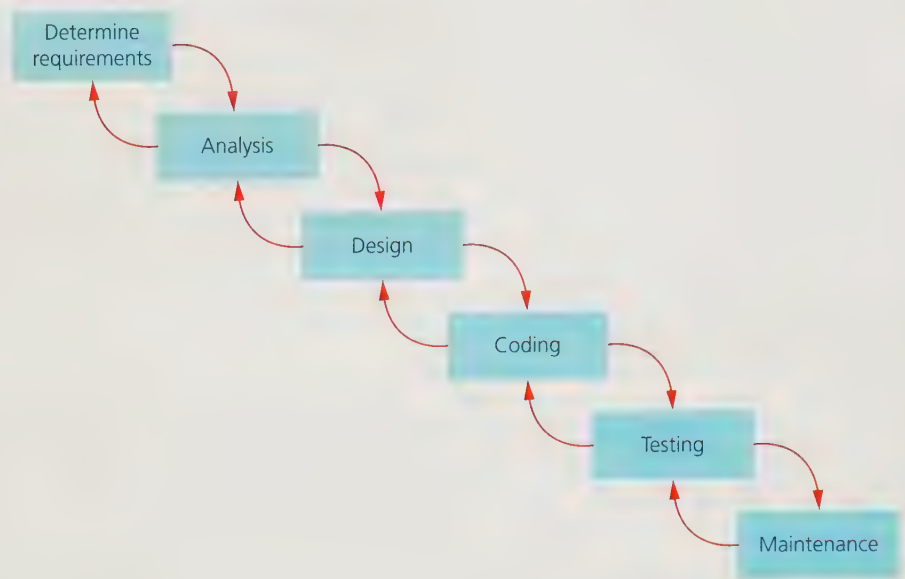 Determine
requirements
Analysis
Design
Coding
Testing
Maintenance